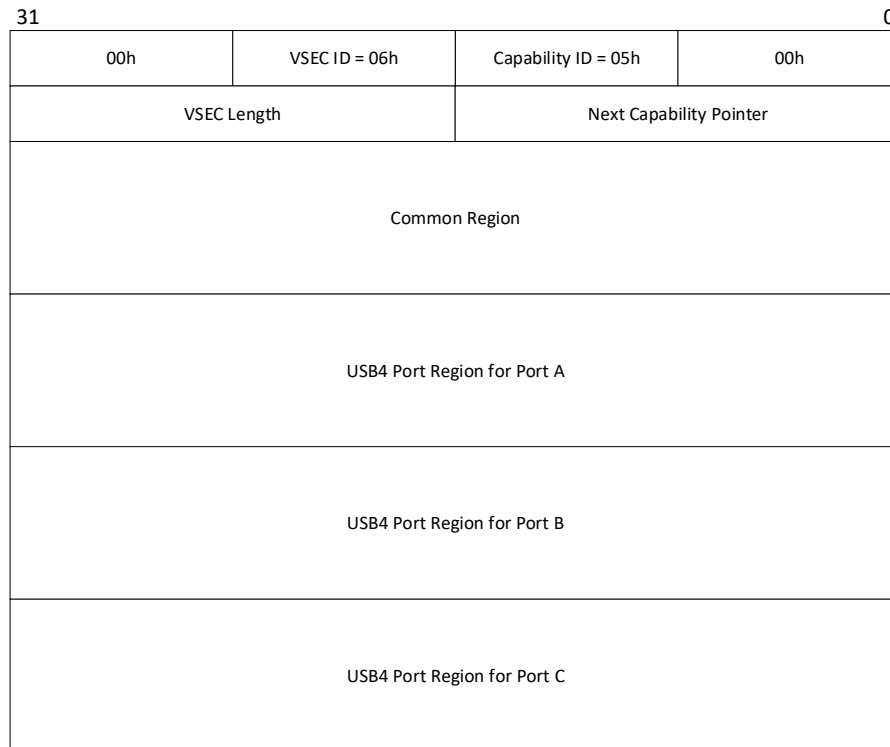 31 0
00h VSEC ID = 06h Capability ID = 05h 00h
VSEC Length Next Capability Pointer
Common Region
USB4 Port Region for Port A
USB4 Port Region for Port B
USB4 Port Region for Port C